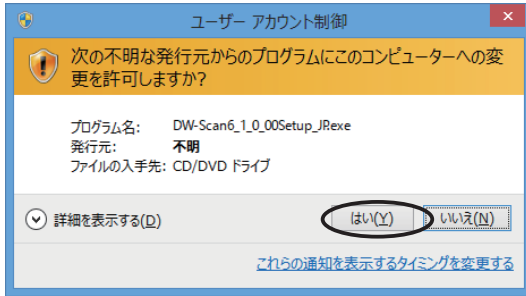 ユーザー アカウント制御
次の不明な発行元からのプログラムにこのコンピューターへの変
更を許可しますか?
プログラム名: DW-Scan6_1_0_00Setup_JP.exe
発行元: 不明
ファイルの入手先: CD/DVD ドライブ
詳細を表示する(D) はい(Y) いいえ(N)
これらの通知を表示するタイミングを変更する